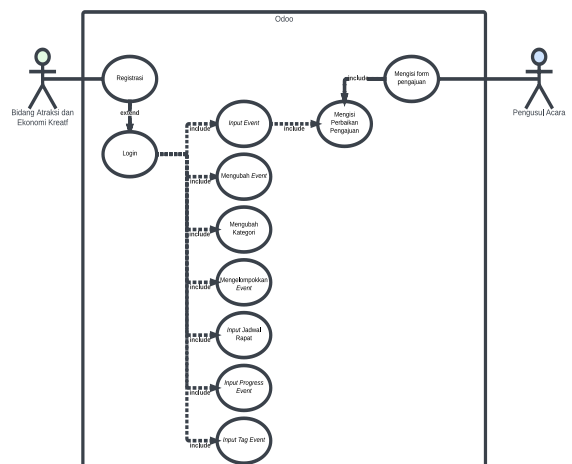 Odoo
Registrasi
Mengisi form
pengajuan
include
Bidang Atraksi dan
Ekonomi Kreatf
Pengusul Acara
extend
Input Event
include
include
Mengisi
Perbaikan
Pengajuan
Login
Mengubah Event
include
Mengubah
Kategori
include
Mengelompokkan
Event
include
Input Jadwal
Rapat
include
Input Progress
Event
include
Input Tag Event
include